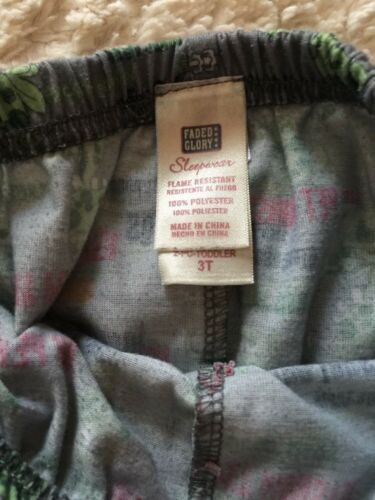 FADED
GLORY
Sleepwear
FLAME RESISTANT
RESISTENTE AL FUEGO
100% POLYESTER
100% POLIESTER
MADE IN CHINA
HECHO EN CHINA
2-PC-TODDLER
3T